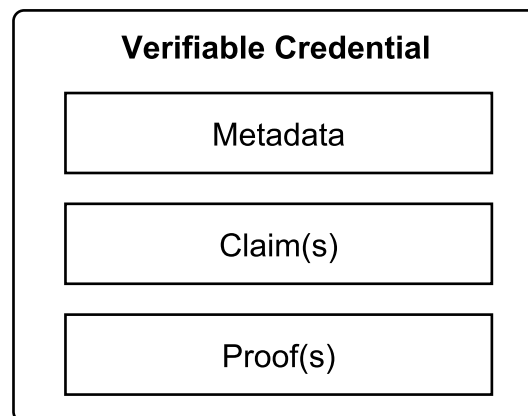 Verifiable Credential
Metadata
Claim(s)
Proof(s)